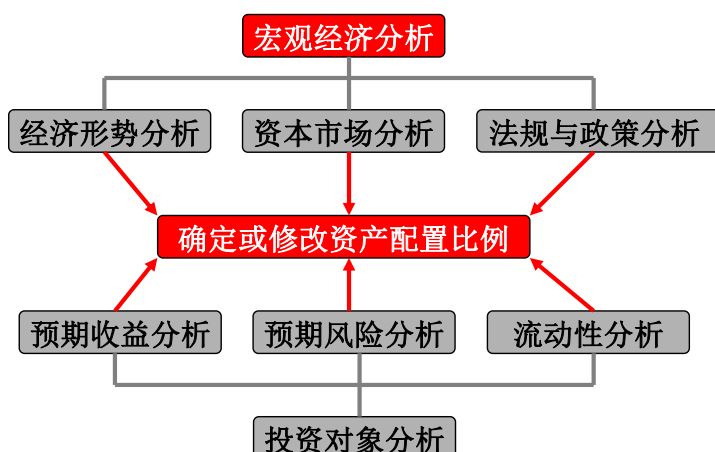 宏观经济分析
经济形势分析
资本市场分析
法规与政策分析
确定或修改资产配置比例
预期收益分析
预期风险分析
流动性分析
投资对象分析